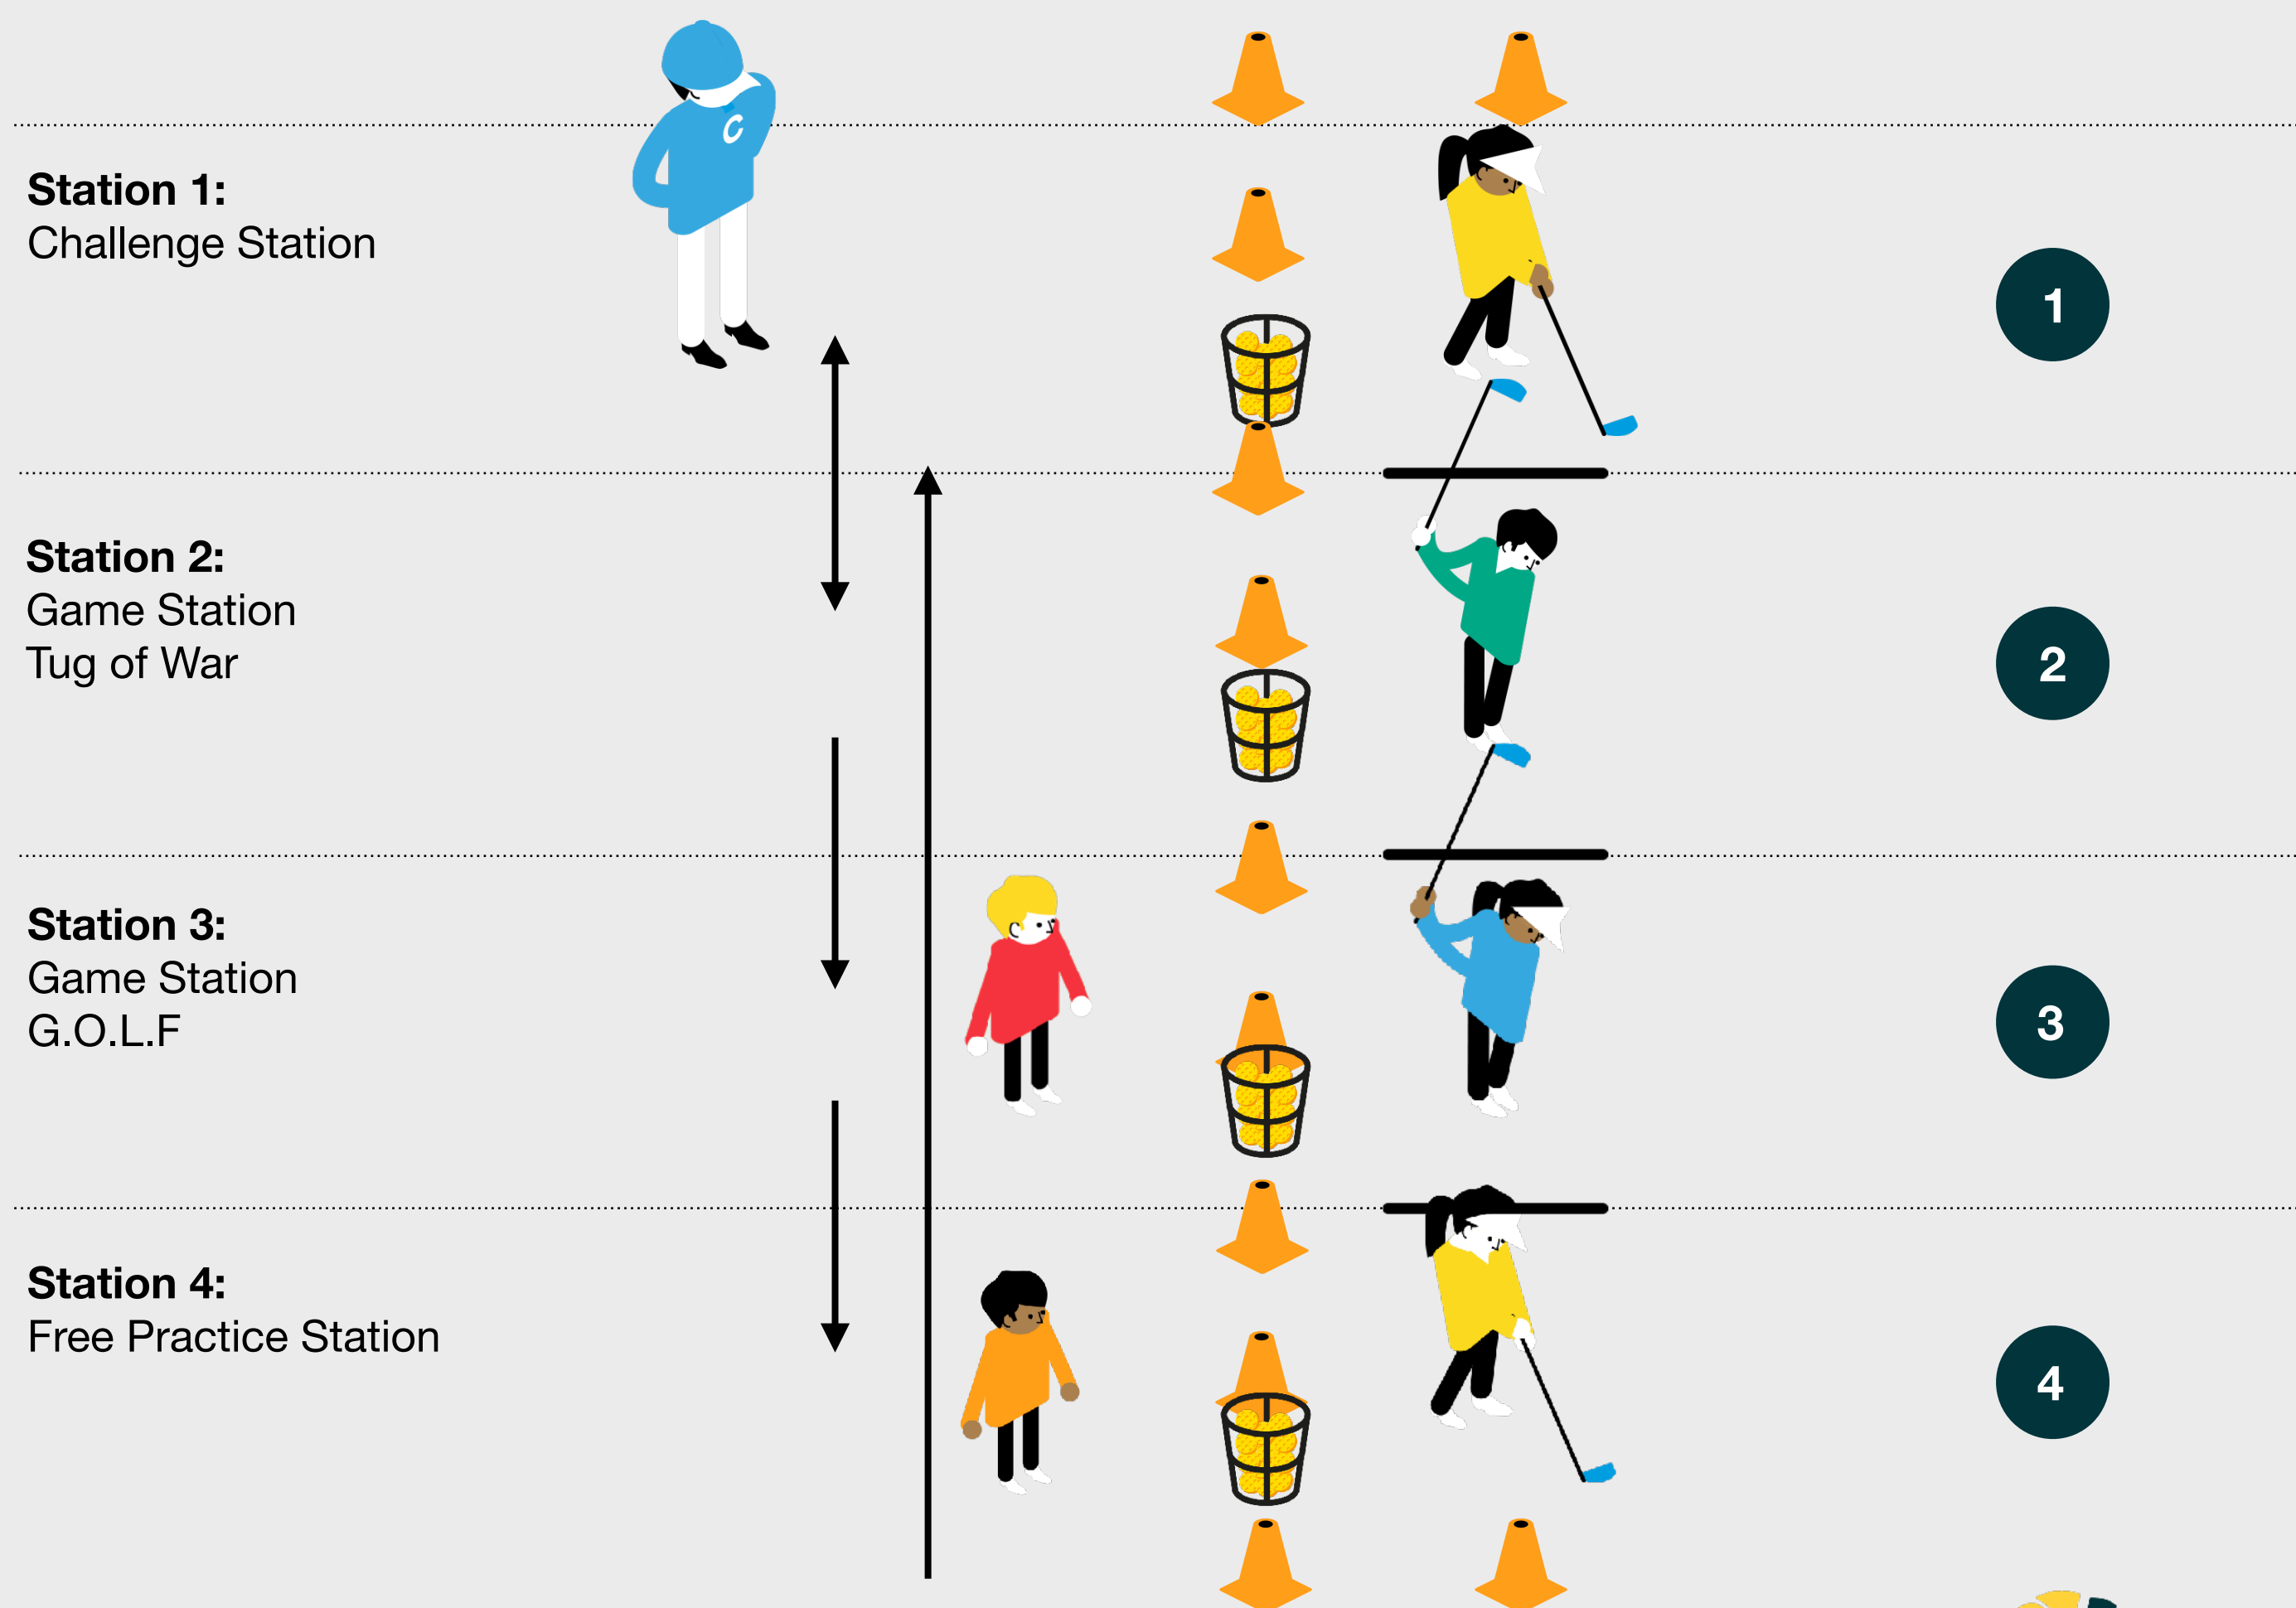 C
Station 1:
Challenge Station
1
Station 2:
Game Station
Tug of War
2
Station 3:
Game Station
G.O.L.F
3
Station 4:
Free Practice Station
4